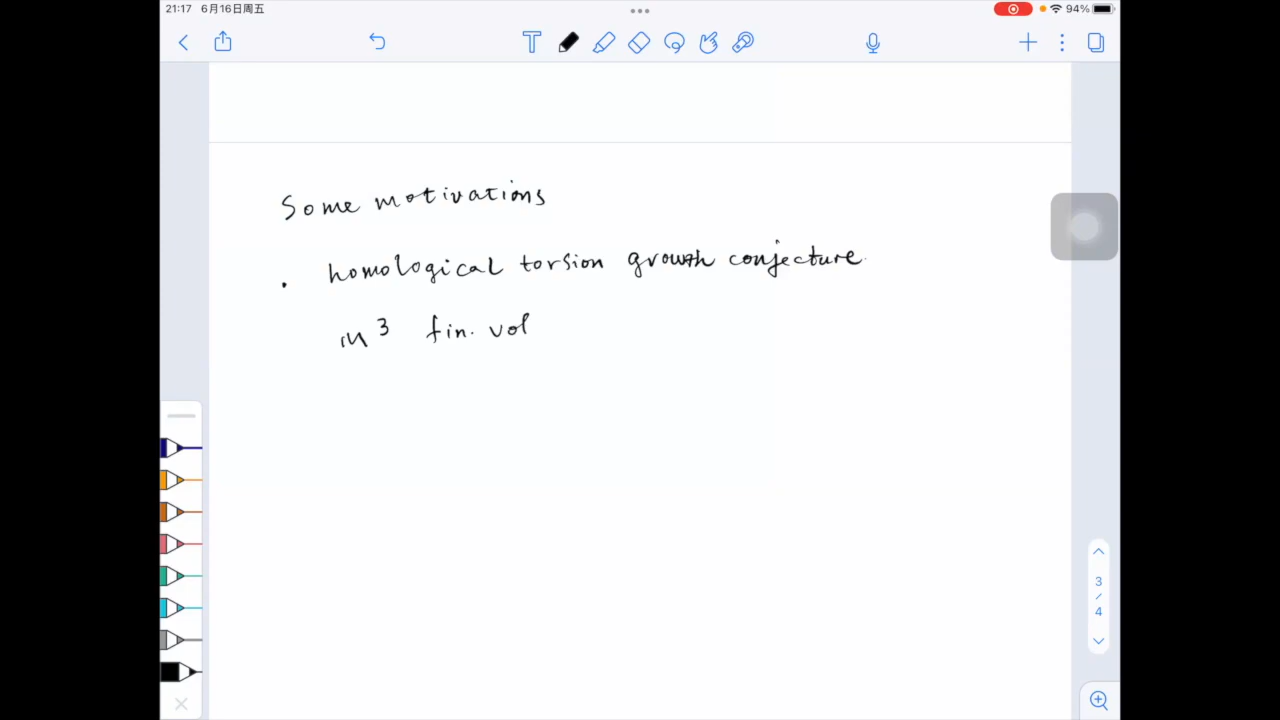 21:17 6月16日周五
94%
Some motivations
· homological torsion growth conjecture
M³ fin. vol
3
/
4